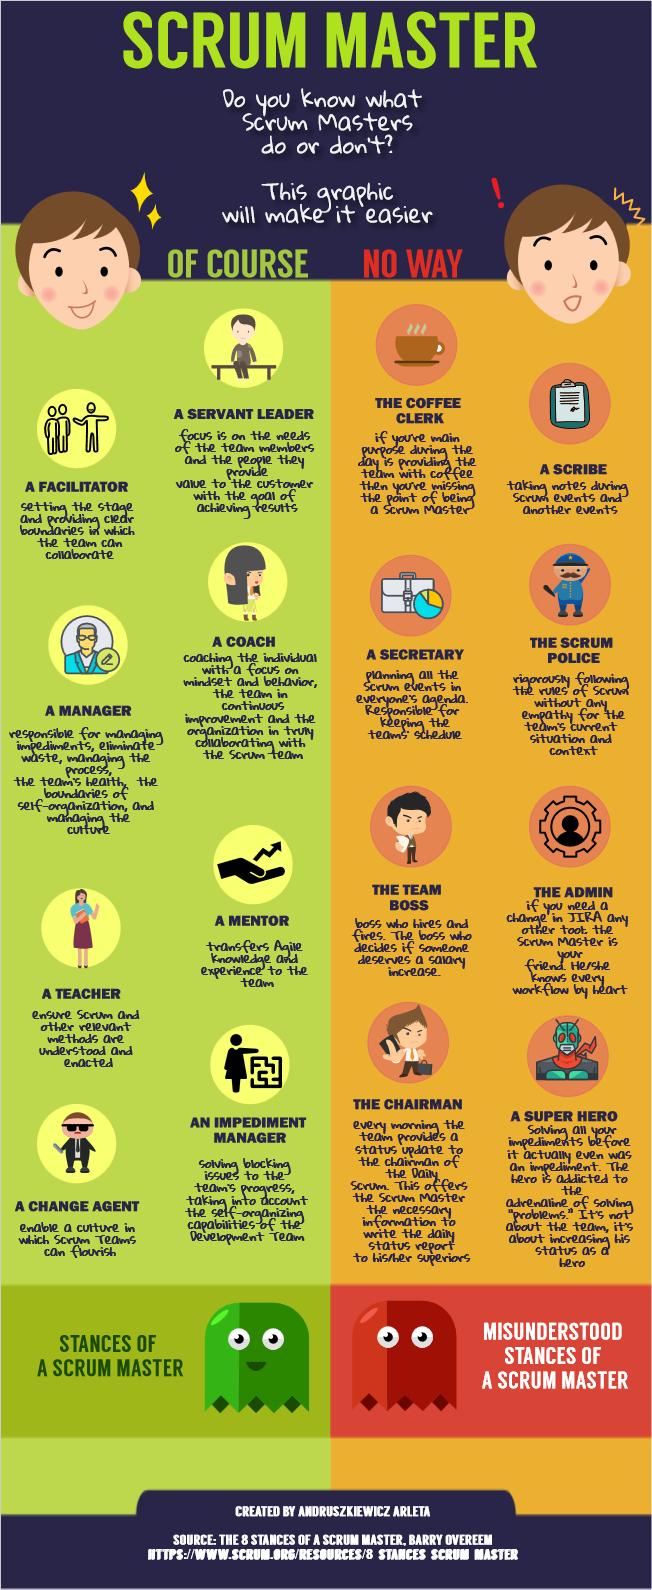 SCRUM MASTER
Do you know what
Scrum Masters
do or don't?
This graphic
will make it easier
OF COURSE
NO WAY
A SERVANT LEADER
focus is on the needs
of the team members
and the people they
provide
value to the customer
with the goal of
achieving results
A FACILITATOR
setting the stage
and providing clear
boundaries in which
the team can
collaborate
A COACH
coaching the individual
with a focus on
mindset and behavior,
the team in
continuous
improvement and the
organization in truly
collaborating with
the Scrum team
A MANAGER
responsible for managing
impediments, eliminate
waste, managing the
process,
the team's health, the
boundaries of
self-organization, and
managing the
culture
A MENTOR
transfers Agile
knowledge and
experience to the
team
A TEACHER
ensure Scrum and
other relevant
methods are
understood and
enacted
AN IMPEDIMENT
MANAGER
solving blocking
issues to the
team's progress,
taking into account
the self-organizing
capabilities of the
Development Team
A CHANGE AGENT
enable a culture in
which Scrum Teams
can flourish
THE COFFEE
CLERK
if you're main
purpose during the
day is providing the
team with coffee
then you're missing
the point of being
a Scrum Master
A SCRIBE
taking notes during
Scrum events and
another events
A SECRETARY
planning all the
Scrum events in
everyone's agenda.
Responsible for
keeping the
teams' schedule
THE SCRUM
POLICE
rigorously following
the rules of Scrum
without any
empathy for the
team's current
situation and
context
THE TEAM
BOSS
boss who hires and
fires. The boss who
decides if someone
deserves a salary
increase.
THE ADMIN
if you need a
change in JIRA any
other tool: the
Scrum Master is
your
friend. He/she
knows every
workflow by heart
THE CHAIRMAN
every morning the
team provides a
status update to
the chairman of
the Daily
Scrum. This offers
the Scrum Master
the necessary
information to
write the daily
status report
to his/her superiors
A SUPER HERO
Solving all your
impediments before
it actually even was
an impediment. The
hero is addicted to
the
adrenaline of solving
"problems." It's not
about the team, it's
about increasing his
status as a
hero
STANCES OF
A SCRUM MASTER
MISUNDERSTOOD
STANCES OF
A SCRUM MASTER
CREATED BY ANDRUSZKIEWICZ ARLETA
SOURCE: THE 8 STANCES OF A SCRUM MASTER, BARRY OVEREEM
HTTPS://WWW.SCRUM.ORG/RESOURCES/8_STANCES_SCRUM_MASTER